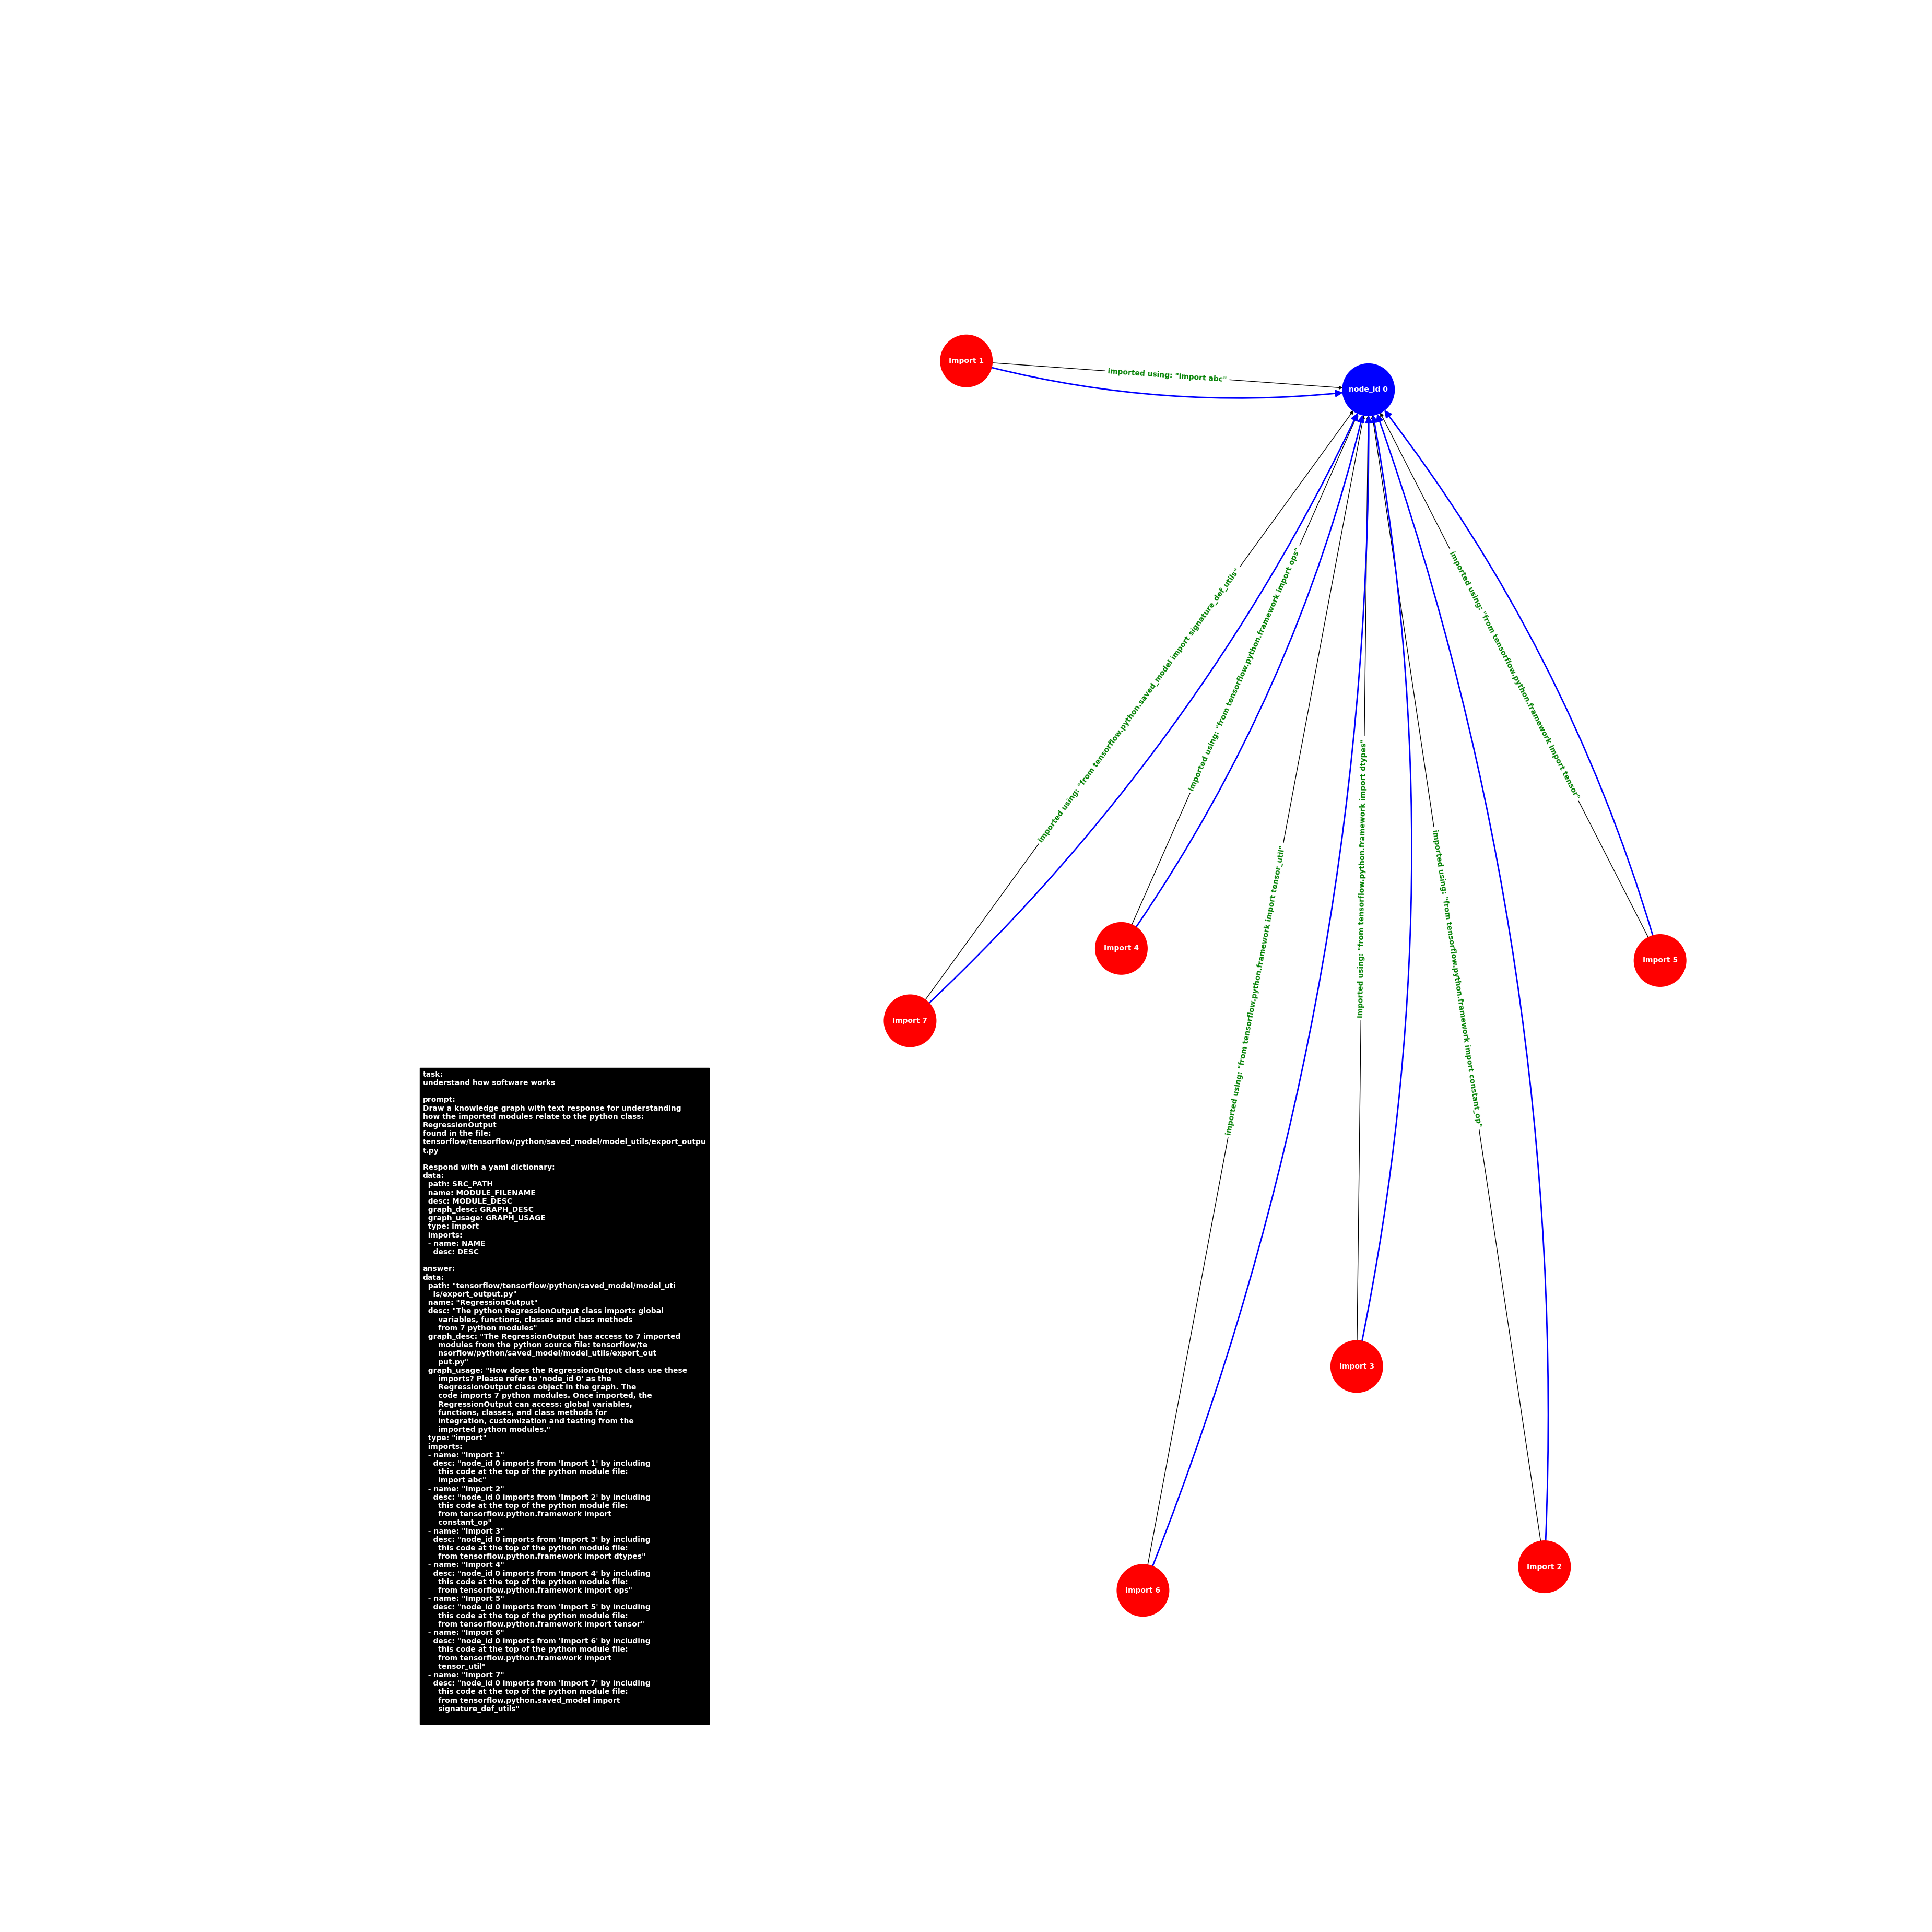 Import 1
imported using: "import abc"
node_id 0
imported using: "from tensorflow.python.saved_model import signature_def_utils"
imported using: "from tensorflow.python.framework import ops"
imported using: "from tensorflow.python.framework import tensor_util"
imported using: "from tensorflow.python.framework import dtypes"
imported using: "from tensorflow.python.framework import constant_op"
imported using: "from tensorflow.python.framework import tensor"
Import 4
Import 5
Import 7
Import 3
Import 2
Import 6
task:
understand how software works
prompt:
Draw a knowledge graph with text response for understanding
how the imported modules relate to the python class:
RegressionOutput
found in the file:
tensorflow/tensorflow/python/saved_model/model_utils/export_outpu
t.py
Respond with a yaml dictionary:
data:
path: SRC_PATH
name: MODULE_FILENAME
desc: MODULE_DESC
graph_desc: GRAPH_DESC
graph_usage: GRAPH_USAGE
type: import
imports:
- name: NAME
desc: DESC
answer:
data:
path: "tensorflow/tensorflow/python/saved_model/model_uti
ls/export_output.py"
name: "RegressionOutput"
desc: "The python RegressionOutput class imports global
variables, functions, classes and class methods
from 7 python modules"
graph_desc: "The RegressionOutput has access to 7 imported
modules from the python source file: tensorflow/te
nsorflow/python/saved_model/model_utils/export_out
put.py"
graph_usage: "How does the RegressionOutput class use these
imports? Please refer to 'node_id 0' as the
RegressionOutput class object in the graph. The
code imports 7 python modules. Once imported, the
RegressionOutput can access: global variables,
functions, classes, and class methods for
integration, customization and testing from the
imported python modules."
type: "import"
imports:
- name: "Import 1"
desc: "node_id 0 imports from 'Import 1' by including
this code at the top of the python module file:
import abc"
- name: "Import 2"
desc: "node_id 0 imports from 'Import 2' by including
this code at the top of the python module file:
from tensorflow.python.framework import
constant_op"
- name: "Import 3"
desc: "node_id 0 imports from 'Import 3' by including
this code at the top of the python module file:
from tensorflow.python.framework import dtypes"
- name: "Import 4"
desc: "node_id 0 imports from 'Import 4' by including
this code at the top of the python module file:
from tensorflow.python.framework import ops"
- name: "Import 5"
desc: "node_id 0 imports from 'Import 5' by including
this code at the top of the python module file:
from tensorflow.python.framework import tensor"
- name: "Import 6"
desc: "node_id 0 imports from 'Import 6' by including
this code at the top of the python module file:
from tensorflow.python.framework import
tensor_util"
- name: "Import 7"
desc: "node_id 0 imports from 'Import 7' by including
this code at the top of the python module file:
from tensorflow.python.saved_model import
signature_def_utils"